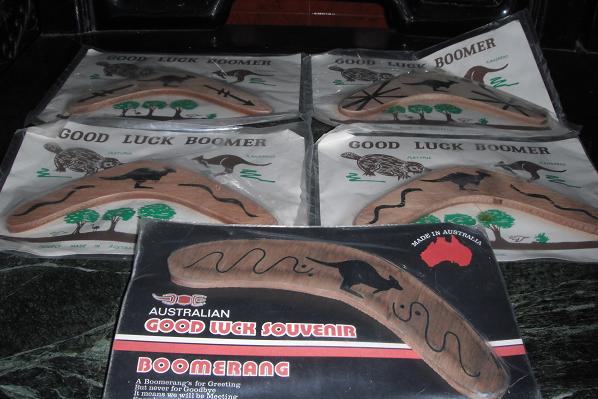 GOOD LUCK BOOMER
GOOD LUCK BOOMER
GOOD LUCK BOOMER
GOOD LUCK BOOMER
MADE IN AUSTRALIA
AUSTRALIAN
GOOD LUCK SOUVENIR
BOOMERANG
A Boomerang's for Greeting
But never for Goodbye
It means we will be Meeting